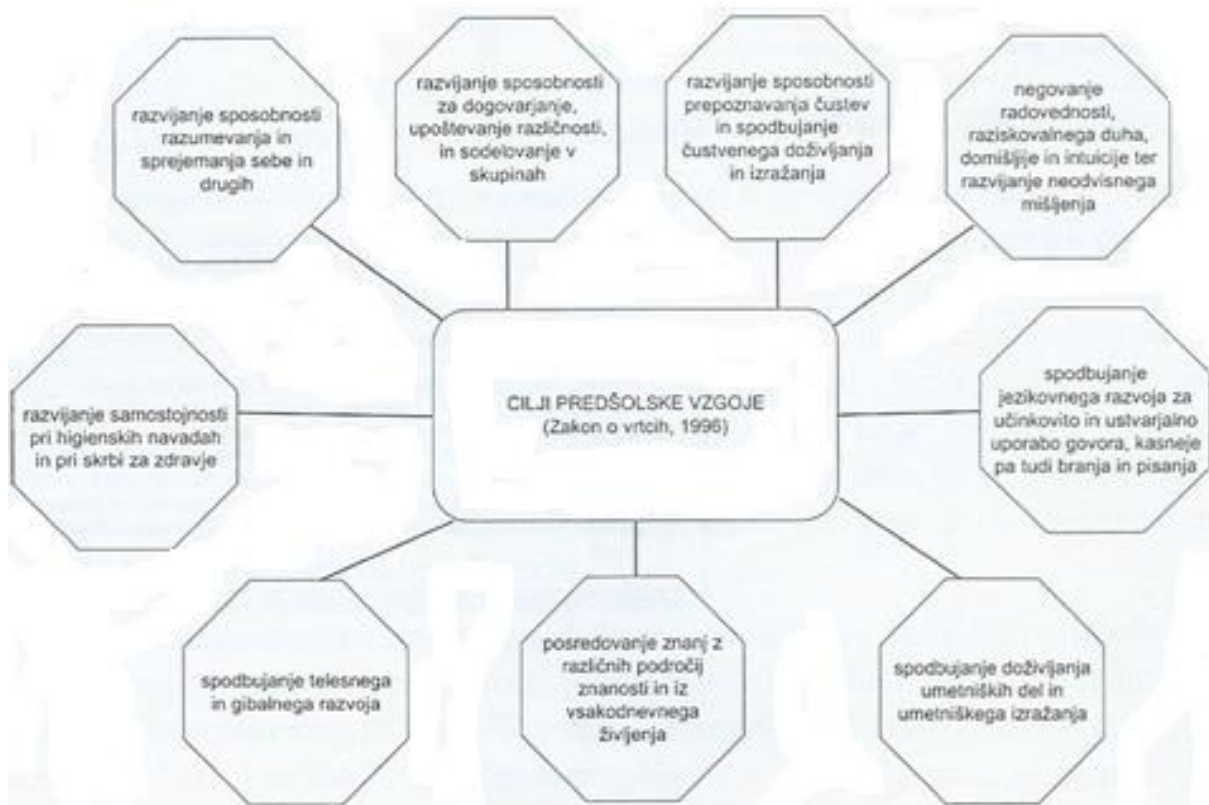 razvijanje sposobnosti
razumevanja in
sprejemanja sebe in
drugih
razvijanje sposobnosti
za dogovarjanje,
upoštevanje različnosti,
in sodelovanje v
skupinah
razvijanje sposobnosti
prepoznavanja čustev
in spodbujanje
čustvenega doživljanja
in izražanja
negovanje
radovednosti,
raziskovalnega duha,
domišljije in intuicije ter
razvijanje neodvisnega
mišljenja
razvijanje samostojnosti
pri higienskih navadah
in pri skrbi za zdravje
CILJI PREDŠOLSKE VZGOJE
(Zakon o vrtcih, 1996)
spodbujanje
jezikovnega razvoja za
učinkovito in ustvarjalno
uporabo govora, kasneje
pa tudi branja in pisanja
spodbujanje telesnega
in gibalnega razvoja
posredovanje znanj z
različnih področij
znanosti in iz
vsakodnevnega
življenja
spodbujanje doživljanja
umetniških del in
umetniškega izražanja